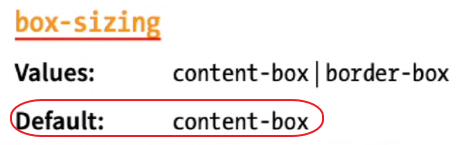 box-sizing
Values: content-box | border-box
Default: content-box